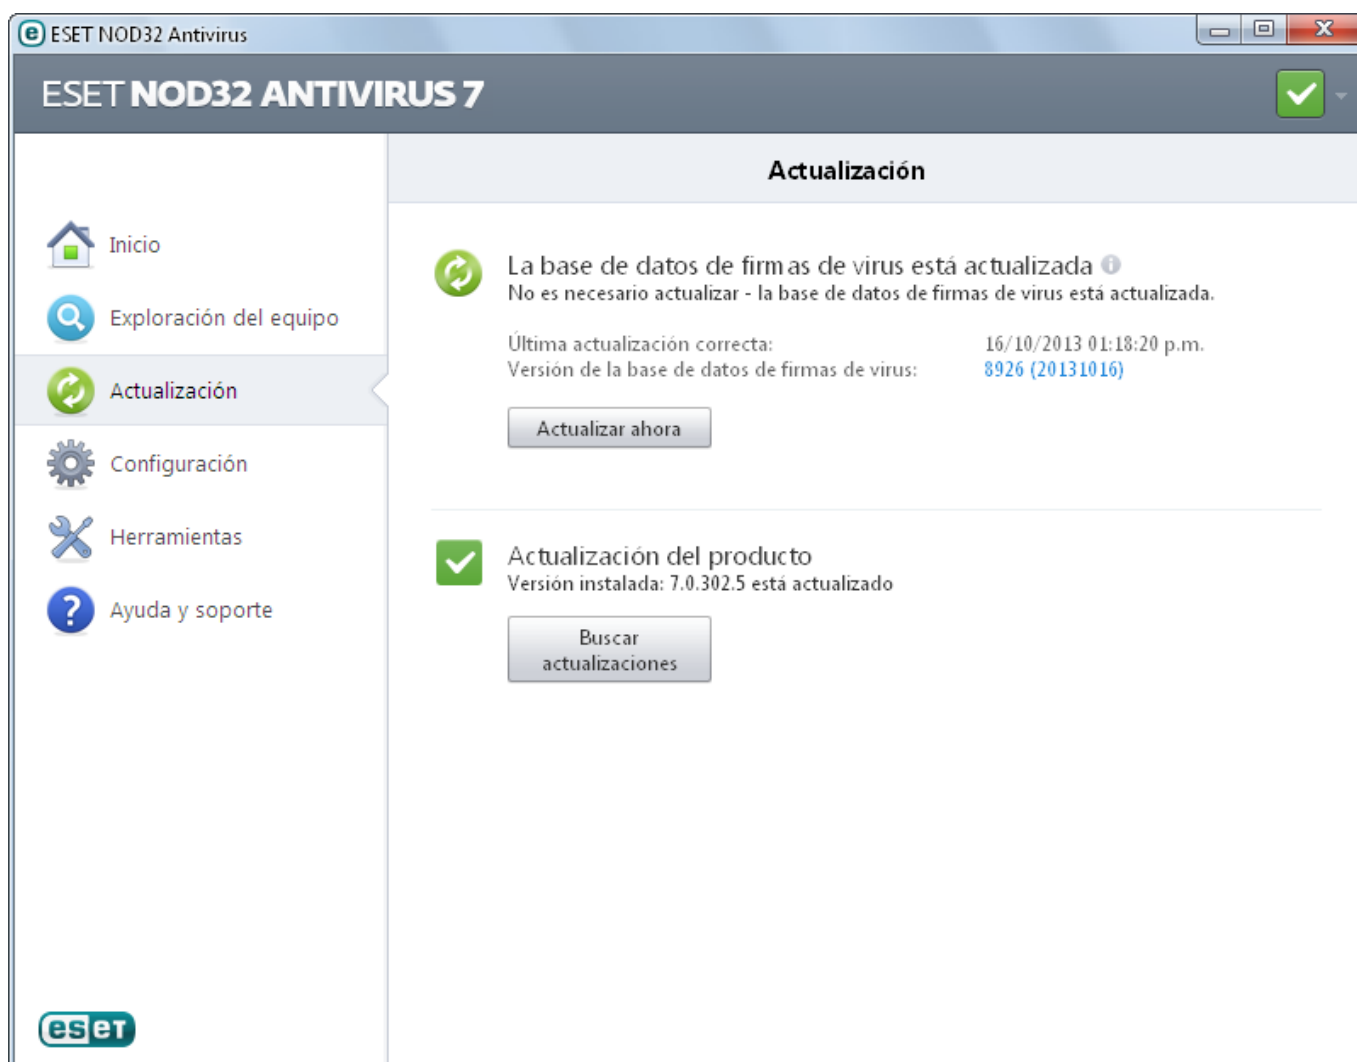 ESET NOD32 Antivirus
ESET NOD32 ANTIVIRUS 7
Actualización
Inicio
Exploración del equipo
Actualización
Configuración
Herramientas
Ayuda y soporte
La base de datos de firmas de virus está actualizada
No es necesario actualizar - la base de datos de firmas de virus está actualizada.
Última actualización correcta: 16/10/2013 01:18:20 p.m.
Versión de la base de datos de firmas de virus: 8926 (20131016)
Actualizar ahora
Actualización del producto
Versión instalada: 7.0.302.5 está actualizado
Buscar
actualizaciones
eseT